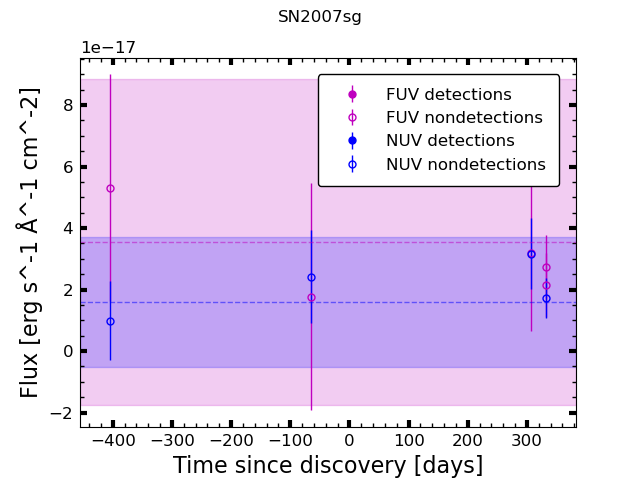 SN2007sg
1e−17
FUV detections
FUV nondetections
NUV detections
NUV nondetections
8
6
4
2
0
−2
Flux [erg s^-1 Å^-1 cm^-2]
−400 −300 −200 −100 0 100 200 300
Time since discovery [days]